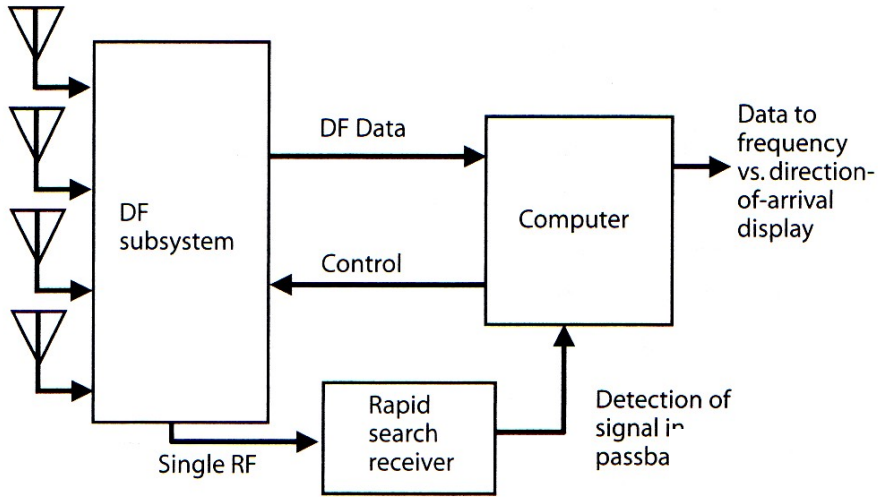 DF
subsystem
DF Data
Control
Computer
Data to
frequency
vs. direction-
of-arrival
display
Single RF
Rapid
search
receiver
Detection of
signal